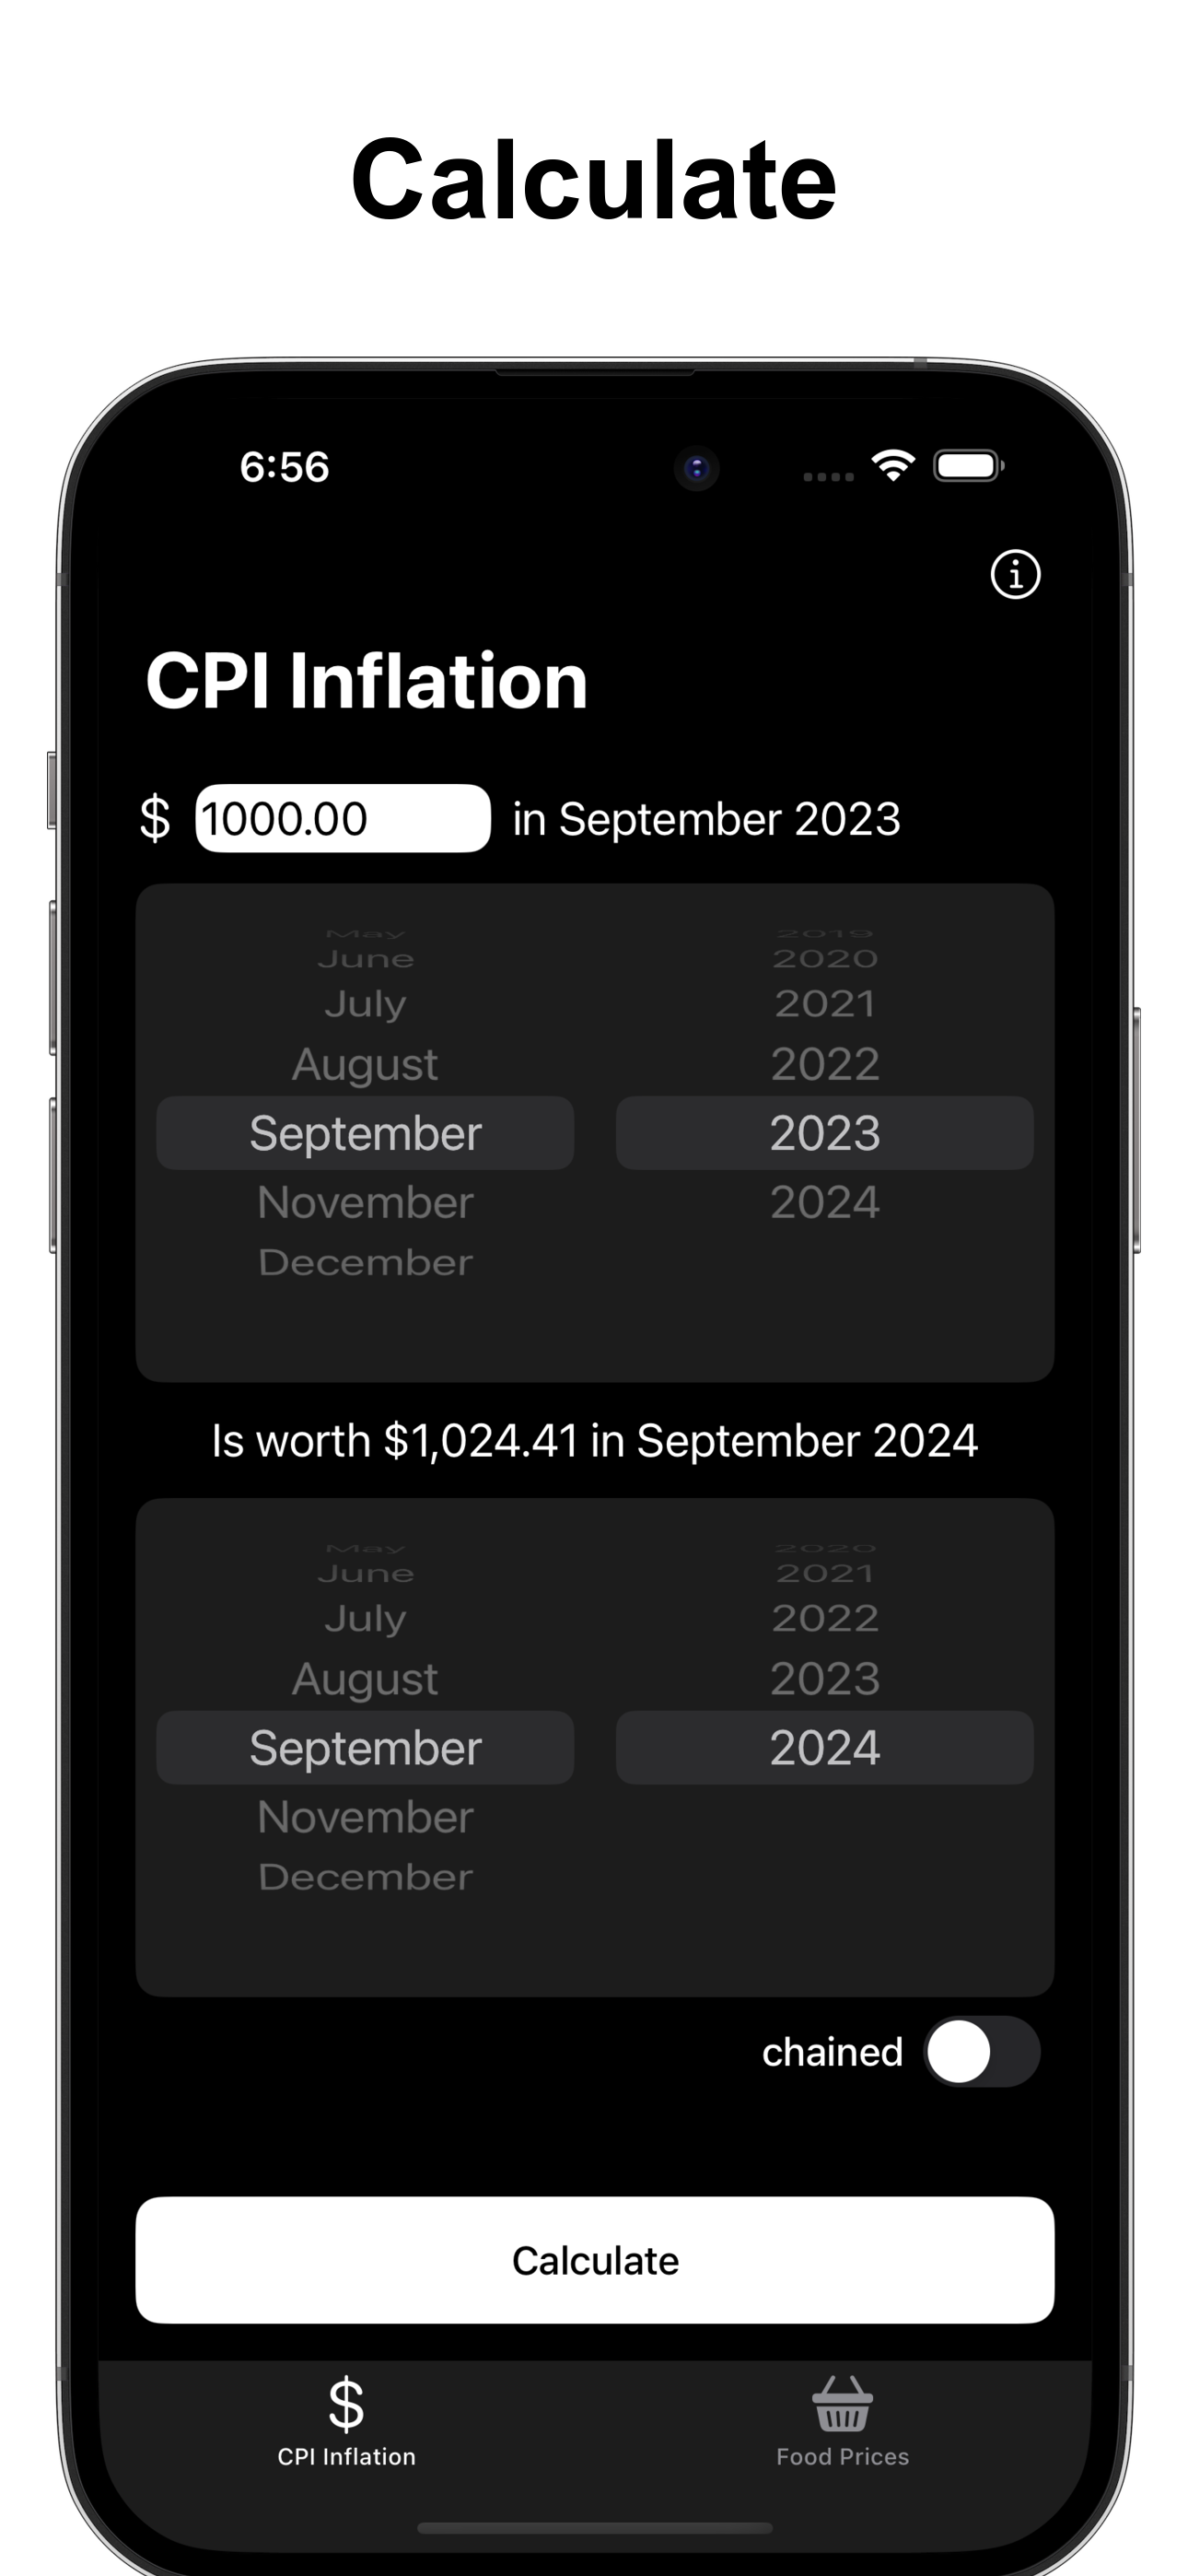 Calculate
6:56
CPI Inflation
$ 1000.00 in September 2023
May 2019
June 2020
July 2021
August 2022
September 2023
November 2024
December
Is worth $1,024.41 in September 2024
May 2020
June 2021
July 2022
August 2023
September 2024
November
December
chained
Calculate
$
CPI Inflation Food Prices